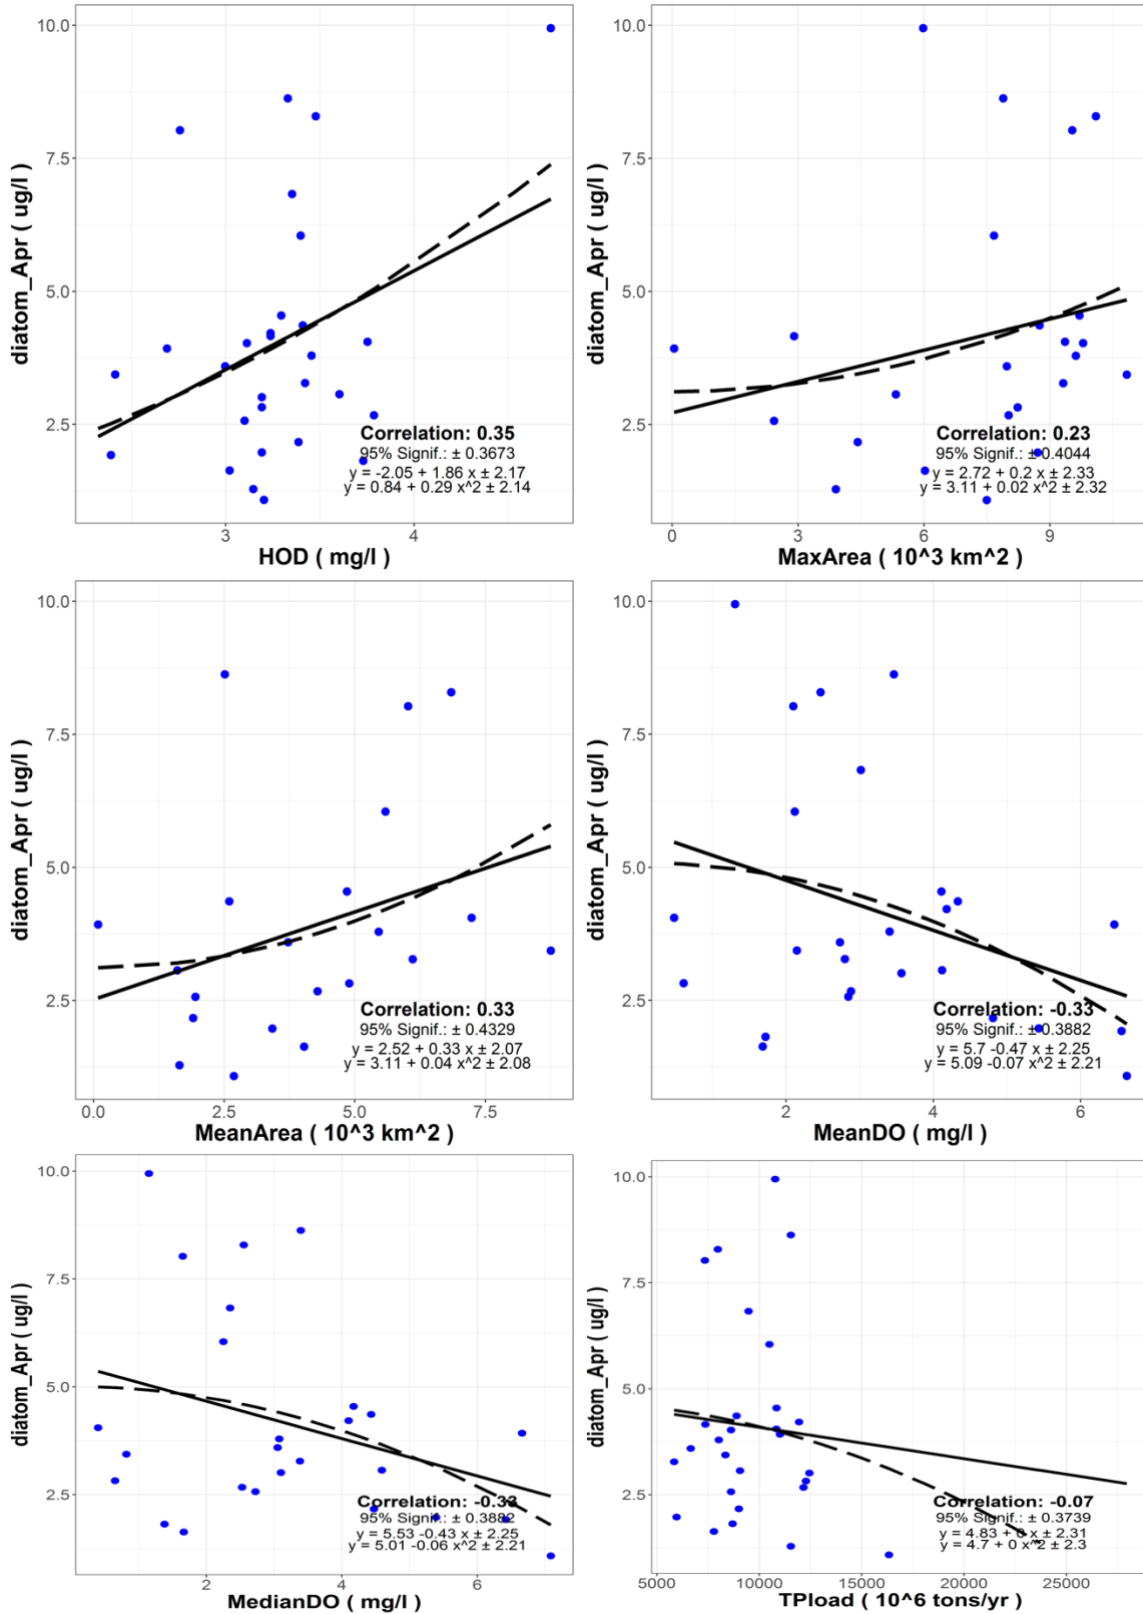 10.0
7.5
5.0
2.5
diatom_Apr ( ug/l )
Correlation: 0.35
95% Signif.: ± 0.3673
y = -2.05 + 1.86 x ± 2.17
y = 0.84 + 0.29 x^2 ± 2.14
3
4
HOD ( mg/l )
10.0
7.5
5.0
2.5
diatom_Apr ( ug/l )
Correlation: 0.23
95% Signif.: ± 0.4044
y = 2.72 + 0.2 x ± 2.33
y = 3.11 + 0.02 x^2 ± 2.32
0
3
6
9
MaxArea ( 10^3 km^2 )
10.0
7.5
5.0
2.5
diatom_Apr ( ug/l )
Correlation: 0.33
95% Signif.: ± 0.4329
y = 2.52 + 0.33 x ± 2.07
y = 3.11 + 0.04 x^2 ± 2.08
0.0
2.5
5.0
7.5
MeanArea ( 10^3 km^2 )
10.0
7.5
5.0
2.5
diatom_Apr ( ug/l )
Correlation: -0.33
95% Signif.: ± 0.3882
y = 5.7 -0.47 x ± 2.25
y = 5.09 -0.07 x^2 ± 2.21
2
4
6
MeanDO ( mg/l )
10.0
7.5
5.0
2.5
diatom_Apr ( ug/l )
Correlation: -0.33
95% Signif.: ± 0.3882
y = 5.53 -0.43 x ± 2.25
y = 5.01 -0.06 x^2 ± 2.21
2
4
6
MedianDO ( mg/l )
10.0
7.5
5.0
2.5
diatom_Apr ( ug/l )
Correlation: -0.07
95% Signif.: ± 0.3739
y = 4.83 + 0 x ± 2.31
y = 4.7 + 0 x^2 ± 2.3
5000
10000
15000
20000
25000
TPload ( 10^6 tons/yr )